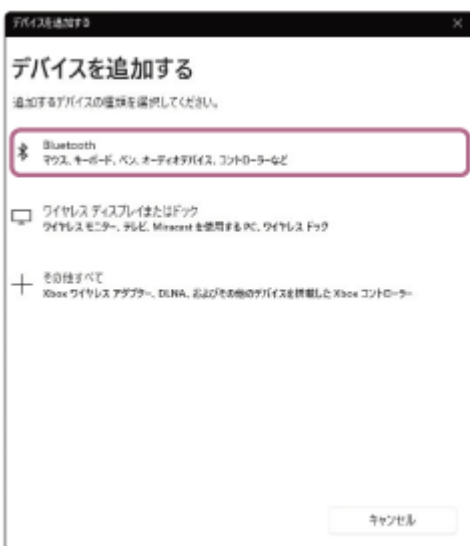 デバイスを追加する
デバイスを追加する
追加するデバイスの種類を選択してください。
Bluetooth
マウス、キーボード、ペン、オーディオデバイス、コントローラーなど
ワイヤレス ディスプレイまたはドック
ワイヤレス モニター、テレビ、Miracast を使用する PC、ワイヤレス ドック
その他すべて
Xbox ワイヤレス アダプター、DLNA、およびその他のデバイスを搭載した Xbox コントローラー
キャンセル